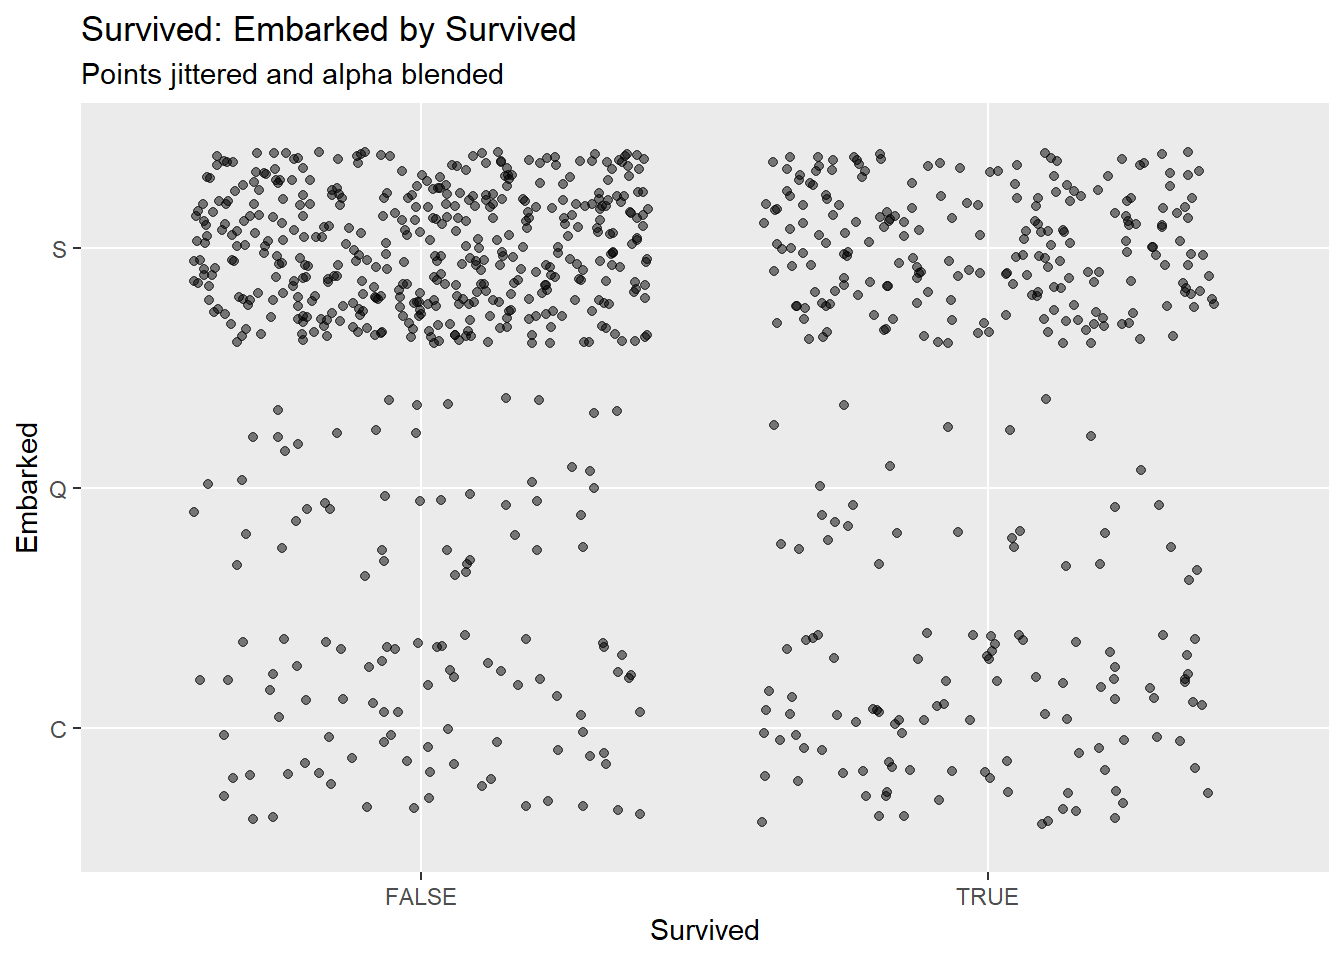 Survived: Embarked by Survived
Points jittered and alpha blended
S
Q
C
Embarked
FALSE
TRUE
Survived